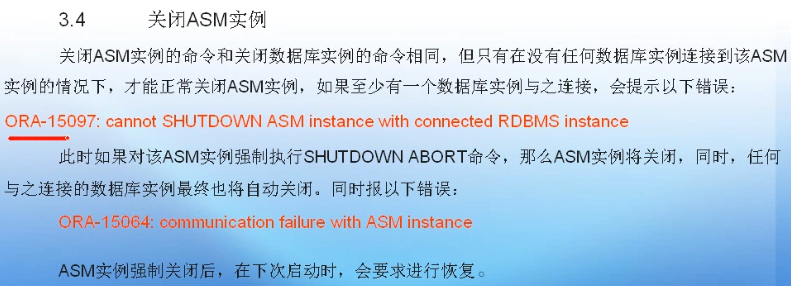 3.4 关闭ASM实例
关闭ASM实例的命令和关闭数据库实例的命令相同，但只有在没有任何数据库实例连接到该ASM
实例的情况下，才能正常关闭ASM实例，如果至少有一个数据库实例与之连接，会提示以下错误：
ORA-15097: cannot SHUTDOWN ASM instance with connected RDBMS instance
此时如果对该ASM实例强制执行SHUTDOWN ABORT命令，那么ASM实例将关闭，同时，任何
与之连接的数据库实例最终也将自动关闭。同时报以下错误：
ORA-15064: communication failure with ASM instance
ASM实例强制关闭后，在下次启动时，会要求进行恢复。